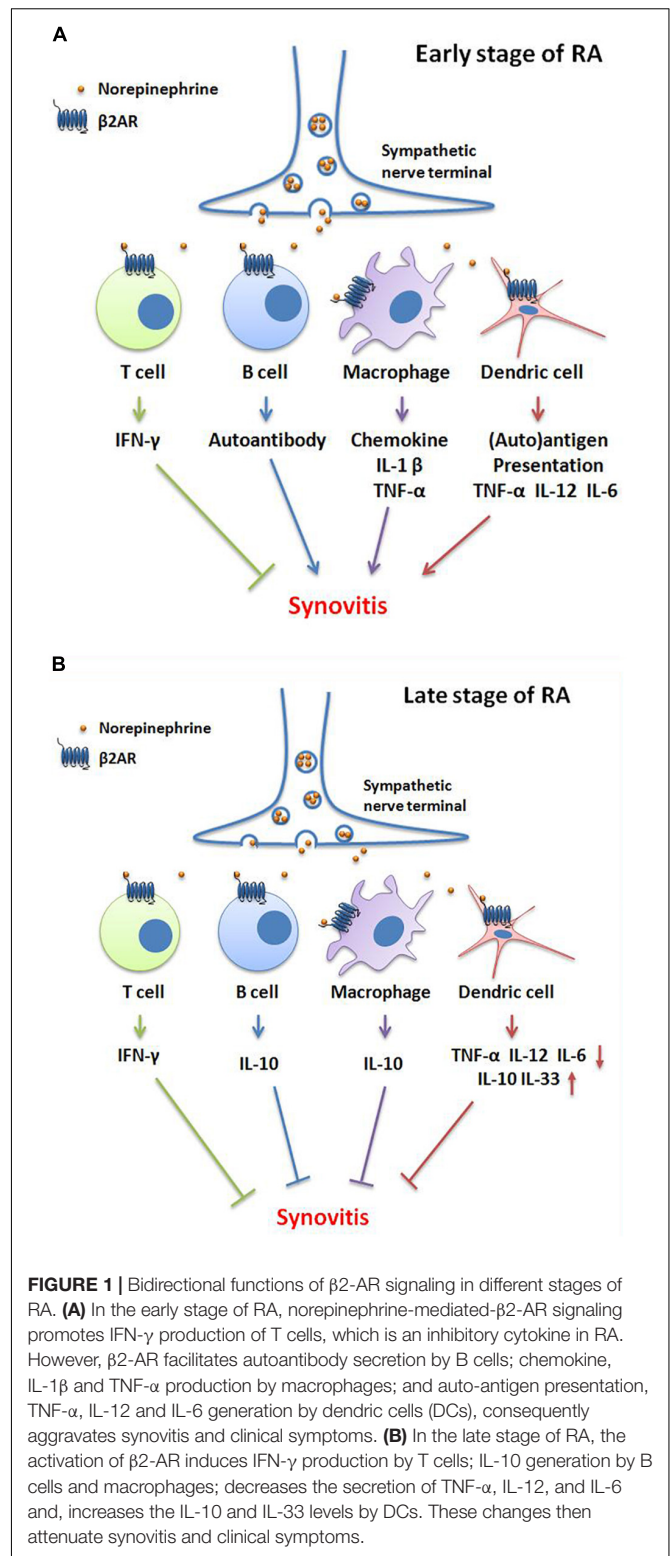 A
Early stage of RA
Norepinephrine
β2AR
Sympathetic
nerve terminal
T cell
B cell
Macrophage
Dendric cell
IFN-γ
Autoantibody
Chemokine
IL-1 β
TNF-α
(Auto)antigen
Presentation
TNF-α IL-12 IL-6
Synovitis
B
Late stage of RA
Norepinephrine
β2AR
Sympathetic
nerve terminal
T cell
B cell
Macrophage
Dendric cell
IFN-γ
IL-10
IL-10
TNF-α IL-12 IL-6
IL-10 IL-33
Synovitis
FIGURE 1 | Bidirectional functions of β2-AR signaling in different stages of
RA. (A) In the early stage of RA, norepinephrine-mediated-β2-AR signaling
promotes IFN-γ production of T cells, which is an inhibitory cytokine in RA.
However, β2-AR facilitates autoantibody secretion by B cells; chemokine,
IL-1β and TNF-α production by macrophages; and auto-antigen presentation,
TNF-α, IL-12 and IL-6 generation by dendric cells (DCs), consequently
aggravates synovitis and clinical symptoms. (B) In the late stage of RA, the
activation of β2-AR induces IFN-γ production by T cells; IL-10 generation by B
cells and macrophages; decreases the secretion of TNF-α, IL-12, and IL-6
and, increases the IL-10 and IL-33 levels by DCs. These changes then
attenuate synovitis and clinical symptoms.